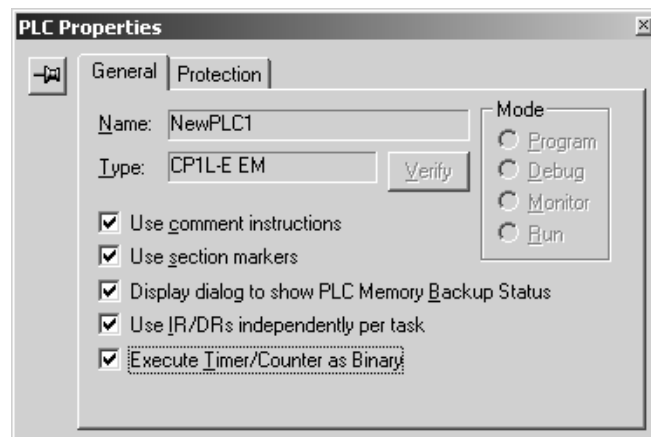 PLC Properties
General Protection
Name: NewPLC1
Type: CP1L-E EM Verify
Mode
Program
Debug
Monitor
Run
Use comment instructions
Use section markers
Display dialog to show PLC Memory Backup Status
Use IR/DRs independently per task
Execute Timer/Counter as Binary